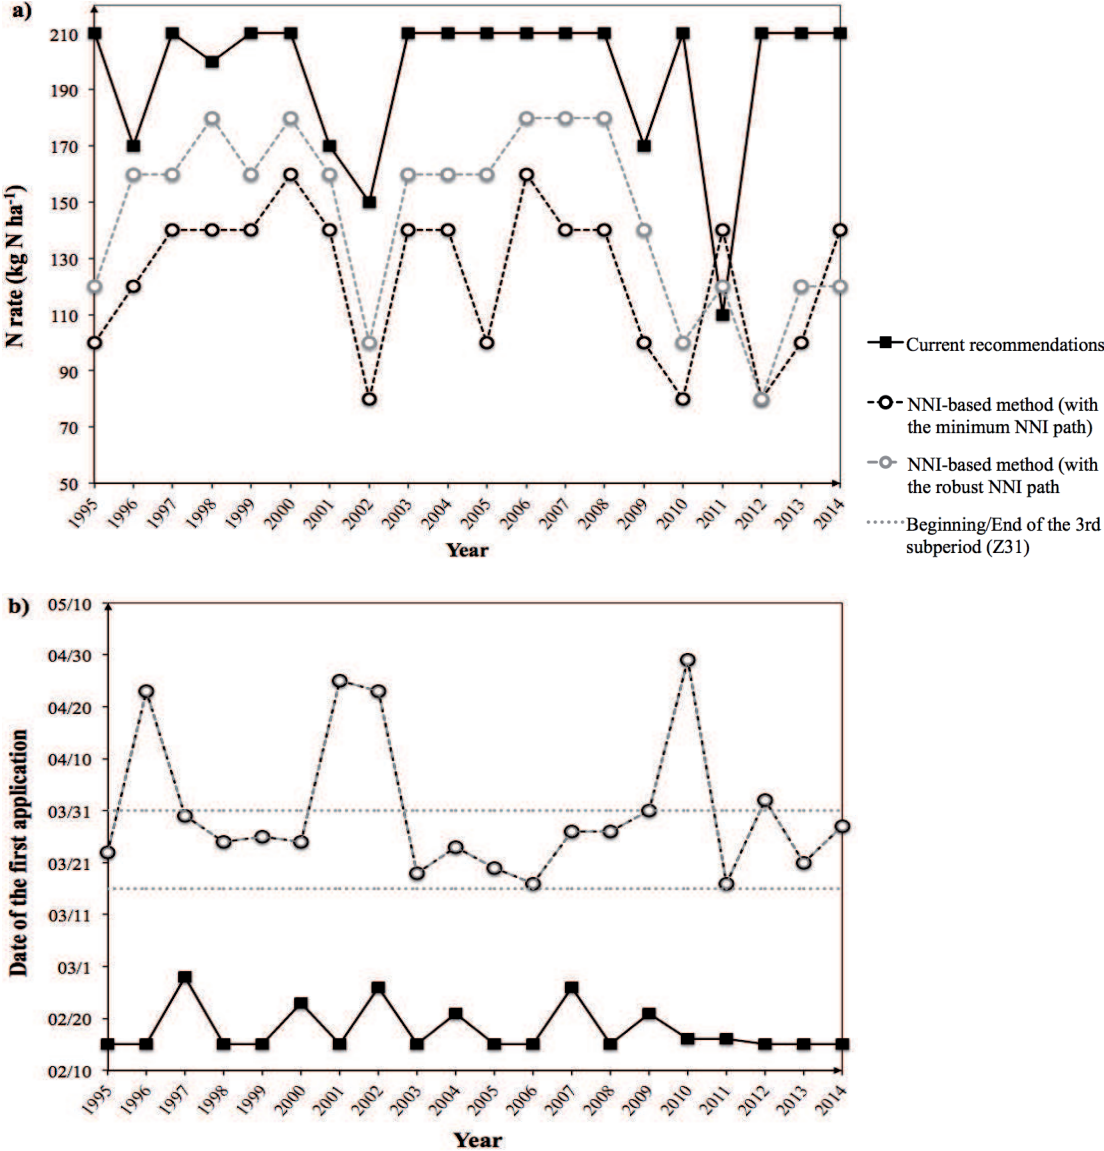 a)
210
190
170
150
130
110
90
70
50
N rate (kg N ha-1)
1995 1996 1997 1998 1999 2000 2001 2002 2003 2004 2005 2006 2007 2008 2009 2010 2011 2012 2013 2014
Year
Current recommendations
NNI-based method (with
the minimum NNI path)
NNI-based method (with
the robust NNI path
Beginning/End of the 3rd
subperiod (Z31)
b)
05/10
04/30
04/20
04/10
03/31
03/21
03/11
03/1
02/20
02/10
Date of the first application
1995 1996 1997 1998 1999 2000 2001 2002 2003 2004 2005 2006 2007 2008 2009 2010 2011 2012 2013 2014
Year